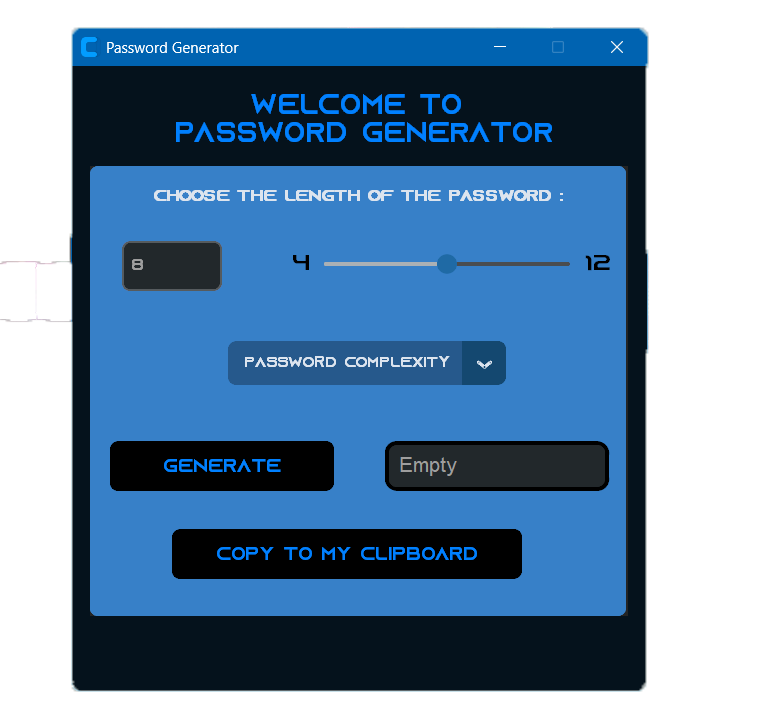 Password Generator
WELCOME TO
PASSWORD GENERATOR
CHOOSE THE LENGTH OF THE PASSWORD :
8
4
12
PASSWORD COMPLEXITY
GENERATE
Empty
COPY TO MY CLIPBOARD